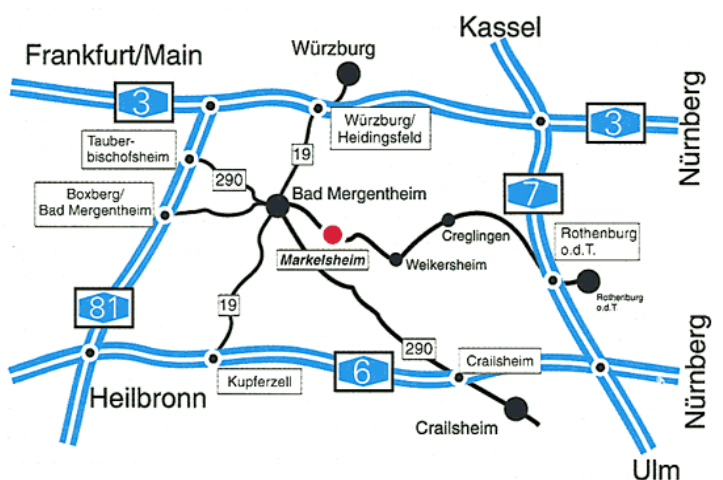 Kassel
Würzburg
Frankfurt/Main
3
3
Nürnberg
Würzburg/
Heidingsfeld
Tauber-
bischofsheim
19
290
7
Boxberg/
Bad Mergentheim
Bad Mergentheim
Creglingen
Rothenburg
o.d.T.
Markelsheim
Weikersheim
Rothenburg
o.d.T.
81
19
290
6
Crailsheim
Kupferzell
Heilbronn
Nürnberg
Crailsheim
Ulm